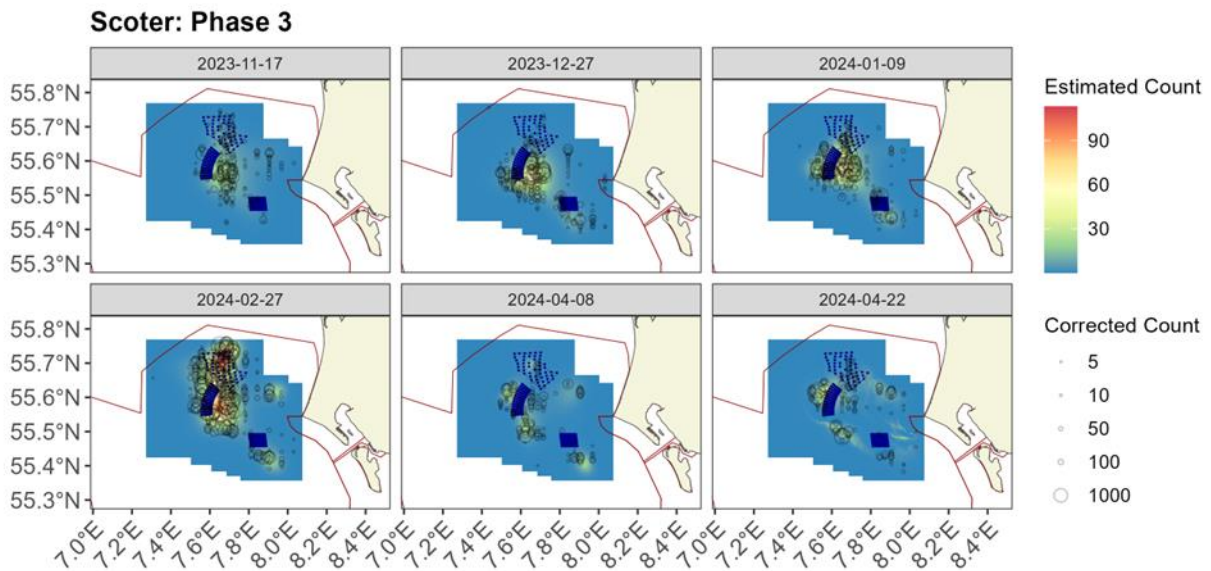 Scoter: Phase 3
2023-11-17
2023-12-27
2024-01-09
55.8°N
55.7°N
55.6°N
55.5°N
55.4°N
55.3°N
2024-02-27
2024-04-08
2024-04-22
55.8°N
55.7°N
55.6°N
55.5°N
55.4°N
55.3°N
7.0°E
7.2°E
7.4°E
7.6°E
7.8°E
8.0°E
8.2°E
8.4°E
7.0°E
7.2°E
7.4°E
7.6°E
7.8°E
8.0°E
8.2°E
8.4°E
7.0°E
7.2°E
7.4°E
7.6°E
7.8°E
8.0°E
8.2°E
8.4°E
Estimated Count
90
60
30
Corrected Count
5
10
50
100
1000